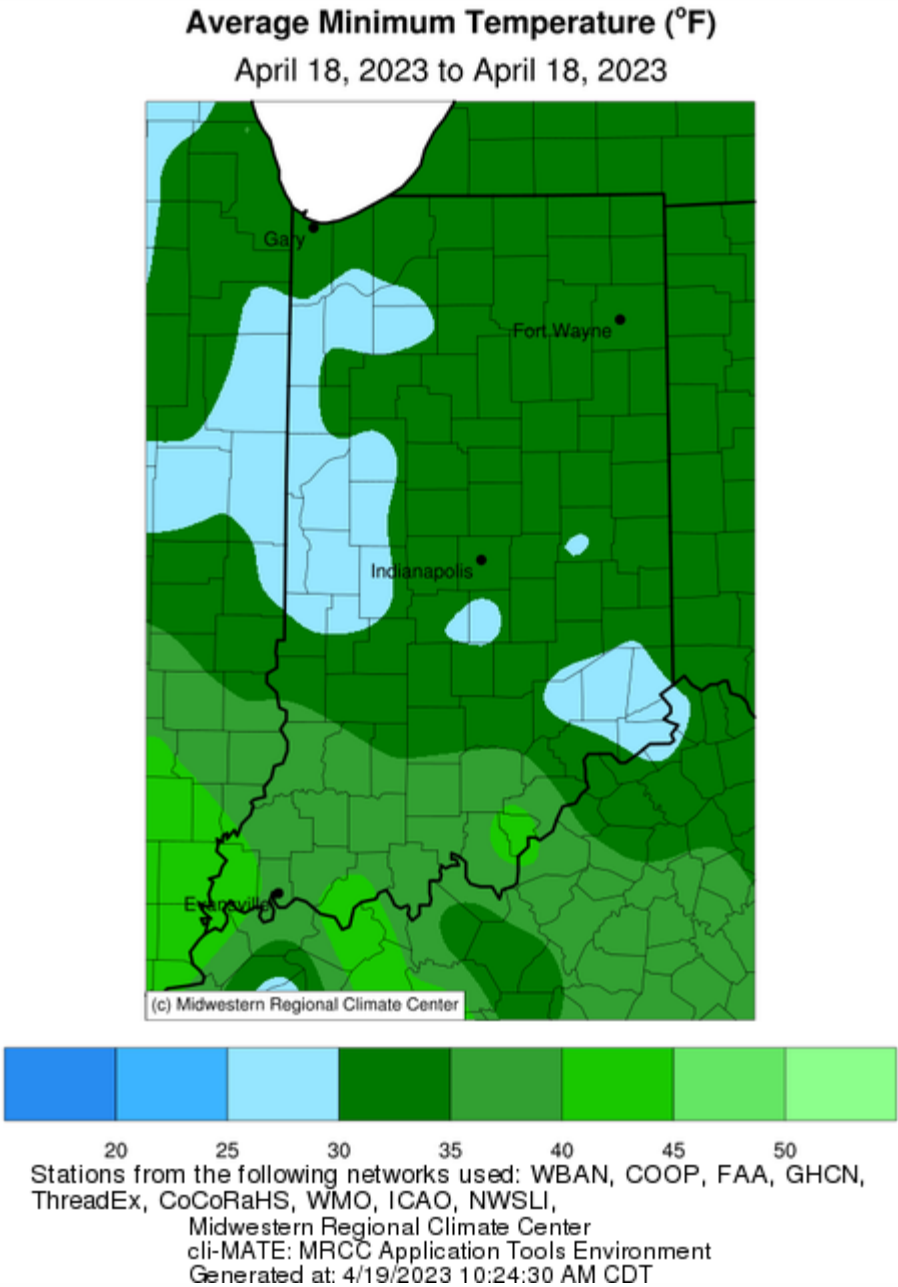 Average Minimum Temperature (°F)
April 18, 2023 to April 18, 2023
Gary
Fort Wayne
Indianapolis
Evansville
(c) Midwestern Regional Climate Center
20 25 30 35 40 45 50
Stations from the following networks used: WBAN, COOP, FAA, GHCN,
ThreadEx, CoCoRaHS, WMO, ICAO, NWSLI,
Midwestern Regional Climate Center
cli-MATE: MRCC Application Tools Environment
Generated at: 4/19/2023 10:24:30 AM CDT